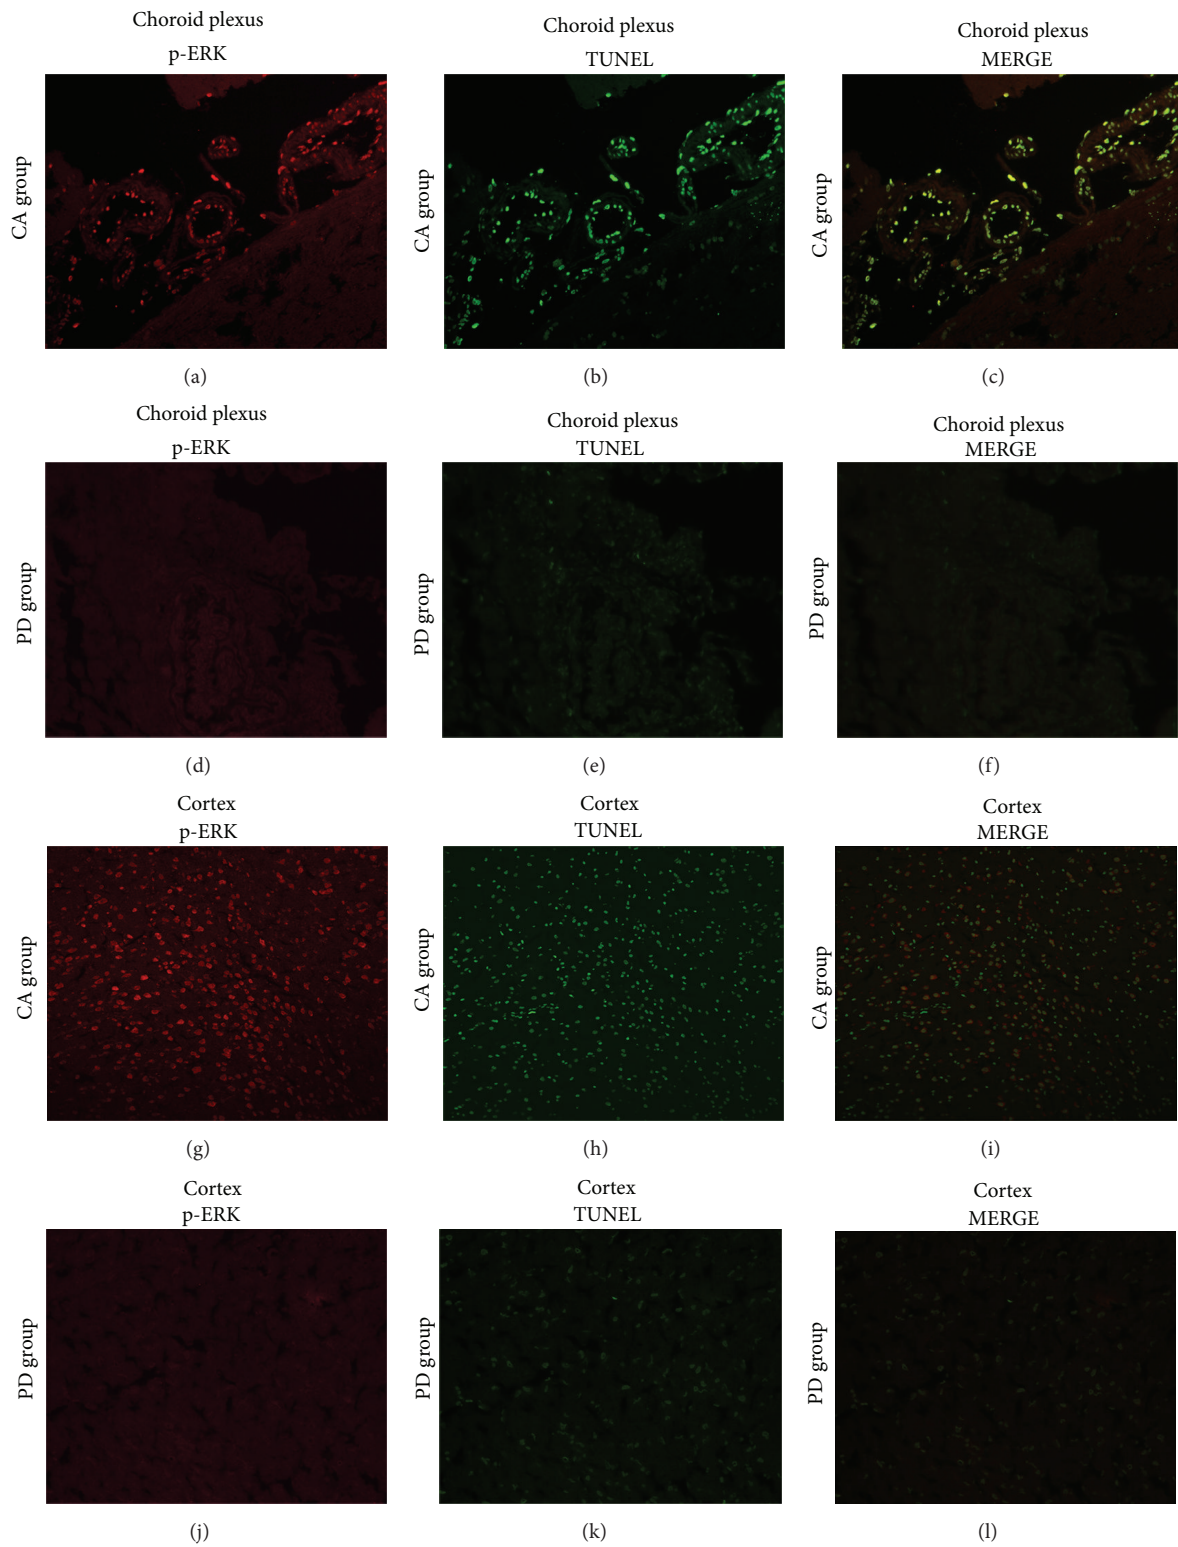 Choroid plexus
p-ERK
Choroid plexus
TUNEL
Choroid plexus
MERGE
CA group
CA group
CA group
(a)
(b)
(c)
Choroid plexus
p-ERK
Choroid plexus
TUNEL
Choroid plexus
MERGE
PD group
PD group
PD group
(d)
(e)
(f)
Cortex
p-ERK
Cortex
TUNEL
Cortex
MERGE
CA group
CA group
CA group
(g)
(h)
(i)
Cortex
p-ERK
Cortex
TUNEL
Cortex
MERGE
PD group
PD group
PD group
(j)
(k)
(l)